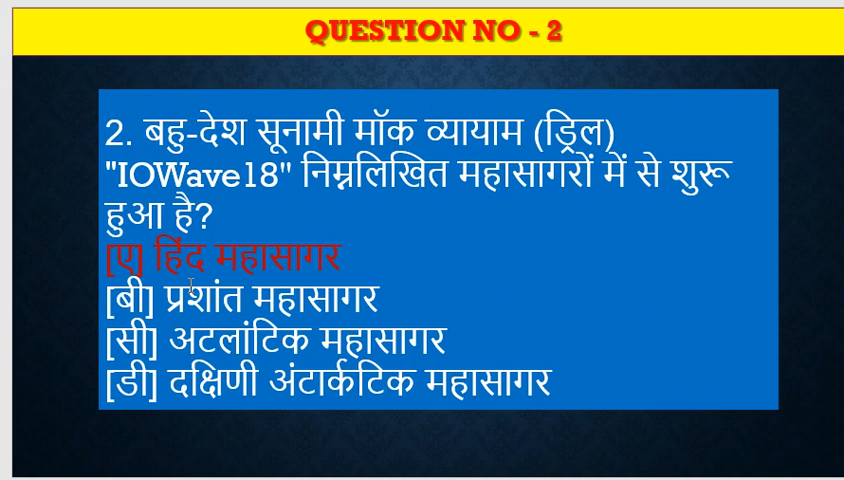 QUESTION NO - 2
2. बहु-देश सूनामी मॉक व्यायाम (ड्रिल)
"IOWave18" निम्नलिखित महासागरों में से शुरू
हुआ है?
[ए] हिंद महासागर
[बी] प्रशांत महासागर
[सी] अटलांटिक महासागर
[डी] दक्षिणी अंटार्कटिक महासागर